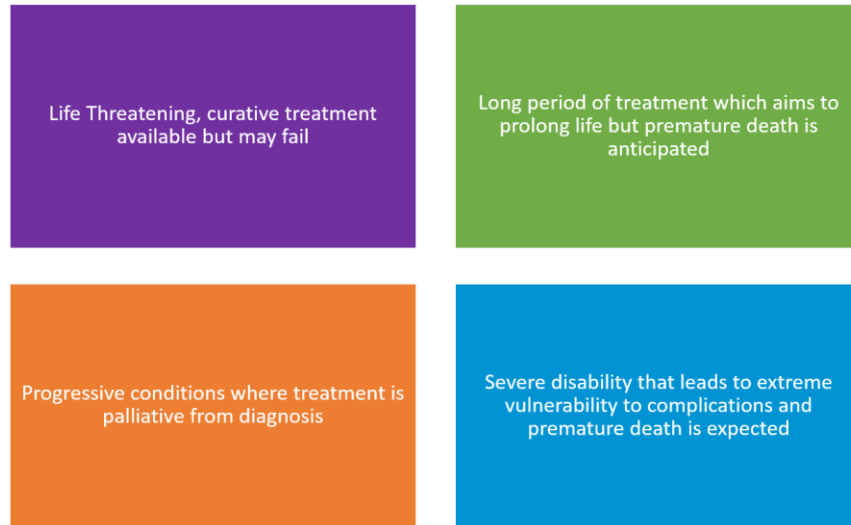 Life Threatening, curative treatment
available but may fail
Long period of treatment which aims to
prolong life but premature death is
anticipated
Progressive conditions where treatment is
palliative from diagnosis
Severe disability that leads to extreme
vulnerability to complications and
premature death is expected